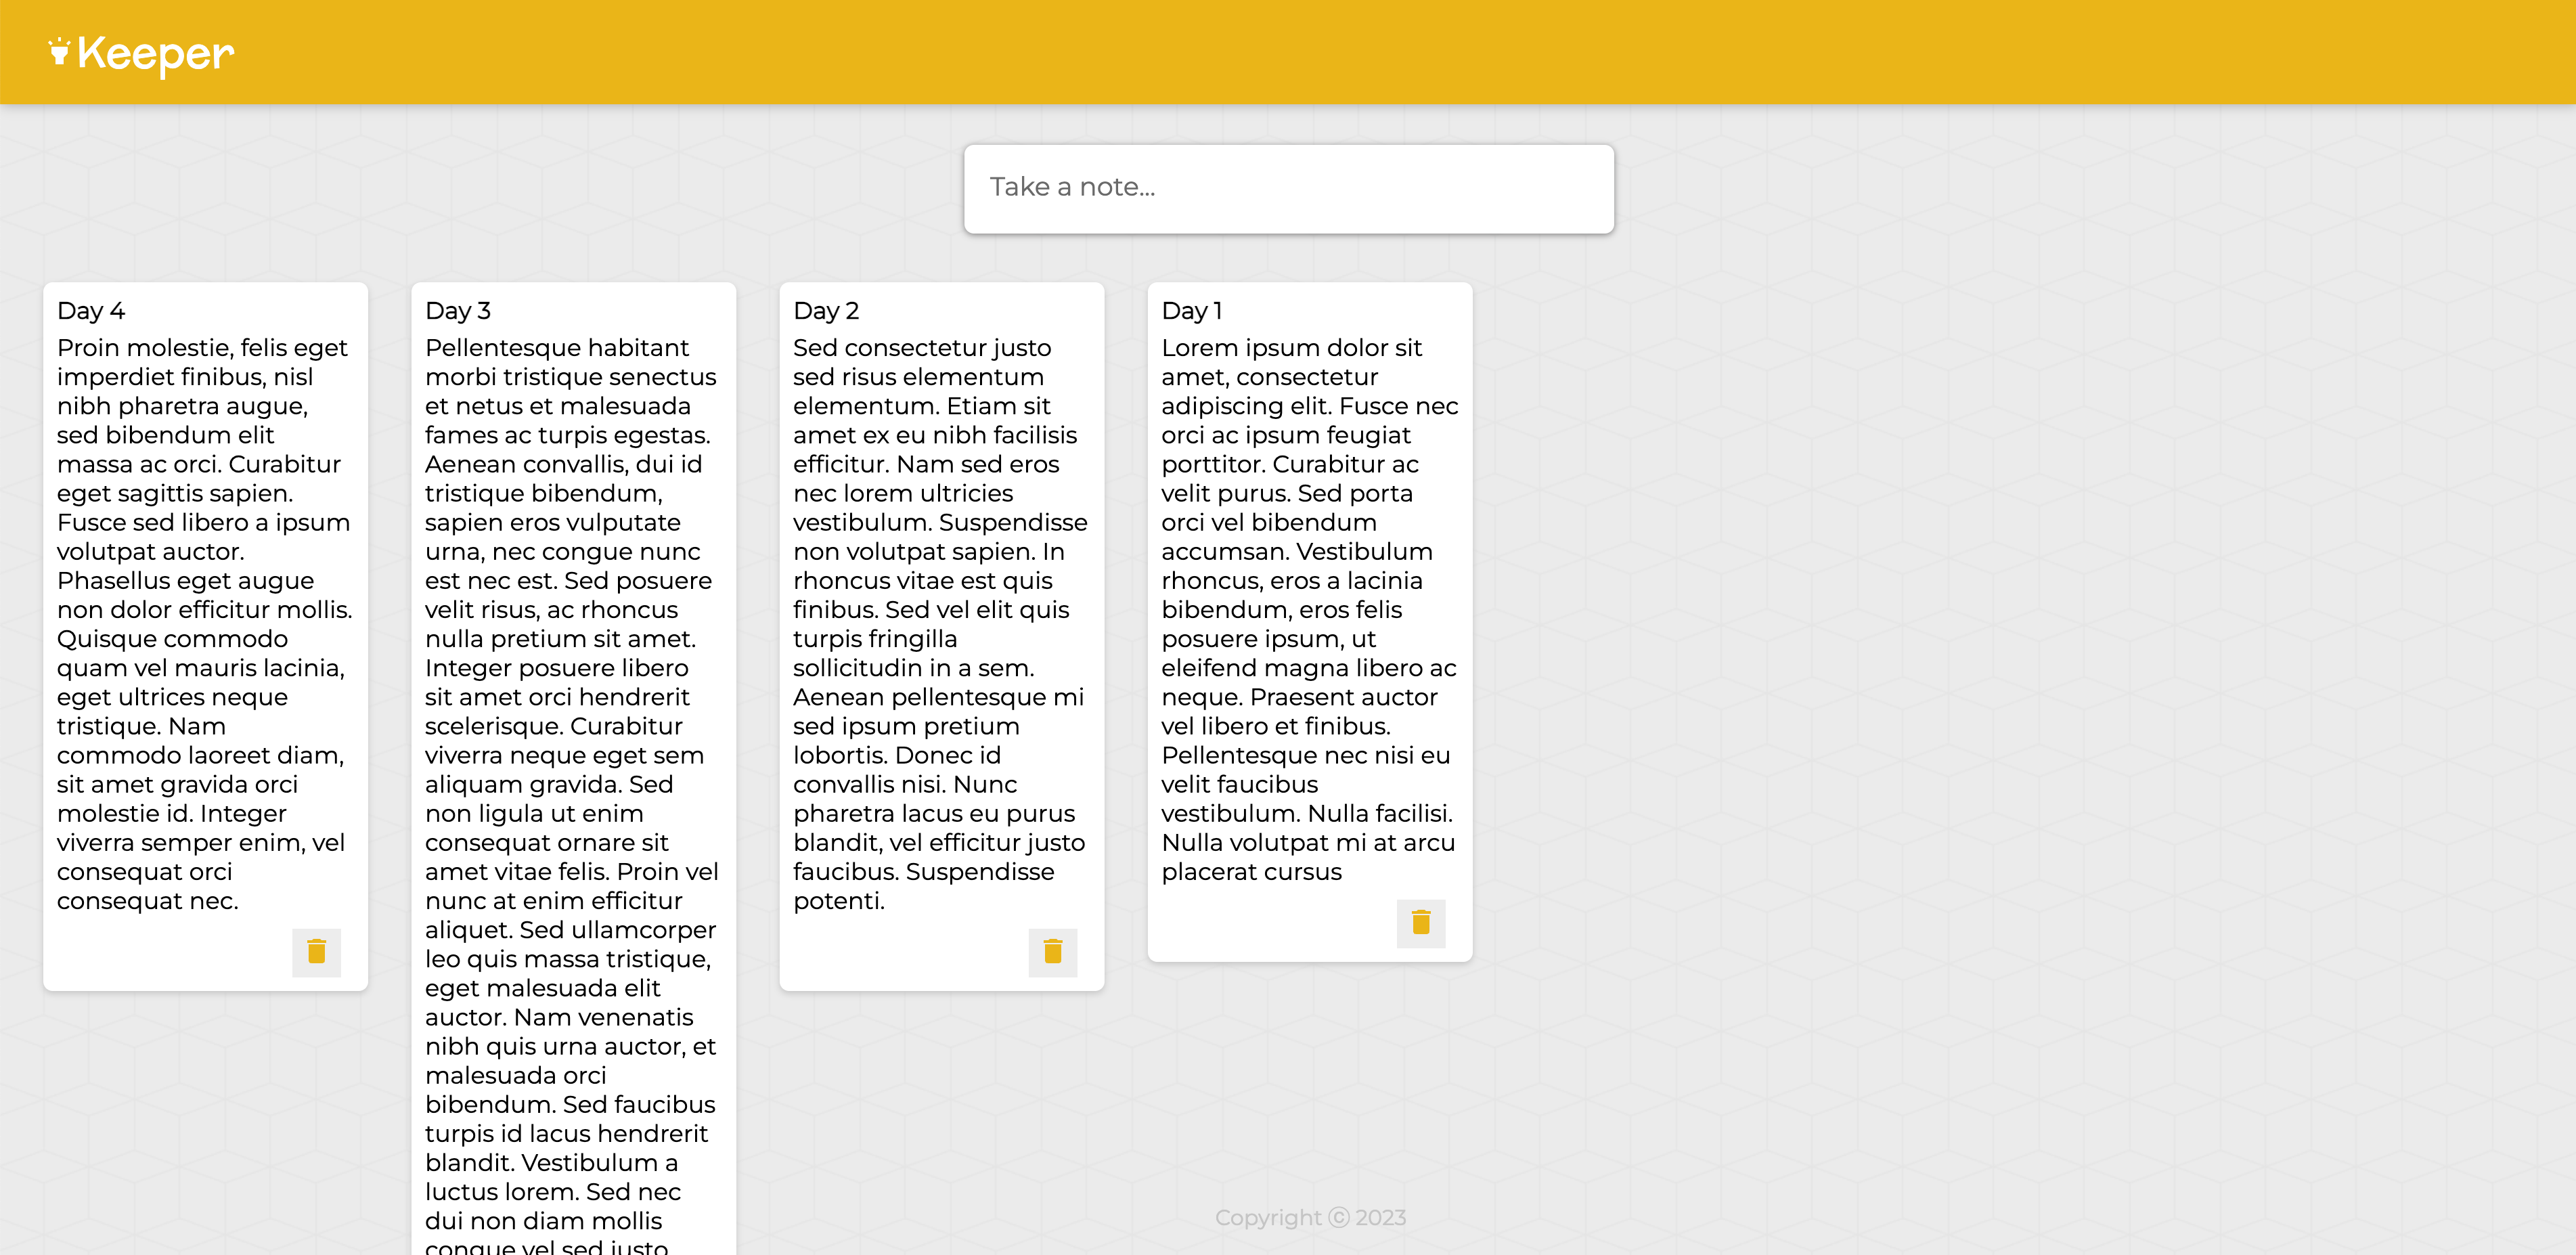 Keeper
Take a note...
Day 4
Proin molestie, felis eget
imperdiet finibus, nisl
nibh pharetra augue,
sed bibendum elit
massa ac orci. Curabitur
eget sagittis sapien.
Fusce sed libero a ipsum
volutpat auctor.
Phasellus eget augue
non dolor efficitur mollis.
Quisque commodo
quam vel mauris lacinia,
eget ultrices neque
tristique. Nam
commodo laoreet diam,
sit amet gravida orci
molestie id. Integer
viverra semper enim, vel
consequat orci
consequat nec.
Day 3
Pellentesque habitant
morbi tristique senectus
et netus et malesuada
fames ac turpis egestas.
Aenean convallis, dui id
tristique bibendum,
sapien eros vulputate
urna, nec congue nunc
est nec est. Sed posuere
velit risus, ac rhoncus
nulla pretium sit amet.
Integer posuere libero
sit amet orci hendrerit
scelerisque. Curabitur
viverra neque eget sem
aliquam gravida. Sed
non ligula ut enim
consequat ornare sit
amet vitae felis. Proin vel
nunc at enim efficitur
aliquet. Sed ullamcorper
leo quis massa tristique,
eget malesuada elit
auctor. Nam venenatis
nibh quis urna auctor, et
malesuada orci
bibendum. Sed faucibus
turpis id lacus hendrerit
blandit. Vestibulum a
luctus lorem. Sed nec
dui non diam mollis
congue vel sed justo
Day 2
Sed consectetur justo
sed risus elementum
elementum. Etiam sit
amet ex eu nibh facilisis
efficitur. Nam sed eros
nec lorem ultricies
vestibulum. Suspendisse
non volutpat sapien. In
rhoncus vitae est quis
finibus. Sed vel elit quis
turpis fringilla
sollicitudin in a sem.
Aenean pellentesque mi
sed ipsum pretium
lobortis. Donec id
convallis nisi. Nunc
pharetra lacus eu purus
blandit, vel efficitur justo
faucibus. Suspendisse
potenti.
Day 1
Lorem ipsum dolor sit
amet, consectetur
adipiscing elit. Fusce nec
orci ac ipsum feugiat
porttitor. Curabitur ac
velit purus. Sed porta
orci vel bibendum
accumsan. Vestibulum
rhoncus, eros a lacinia
bibendum, eros felis
posuere ipsum, ut
eleifend magna libero ac
neque. Praesent auctor
vel libero et finibus.
Pellentesque nec nisi eu
velit faucibus
vestibulum. Nulla facilisi.
Nulla volutpat mi at arcu
placerat cursus
Copyright ⓒ 2023